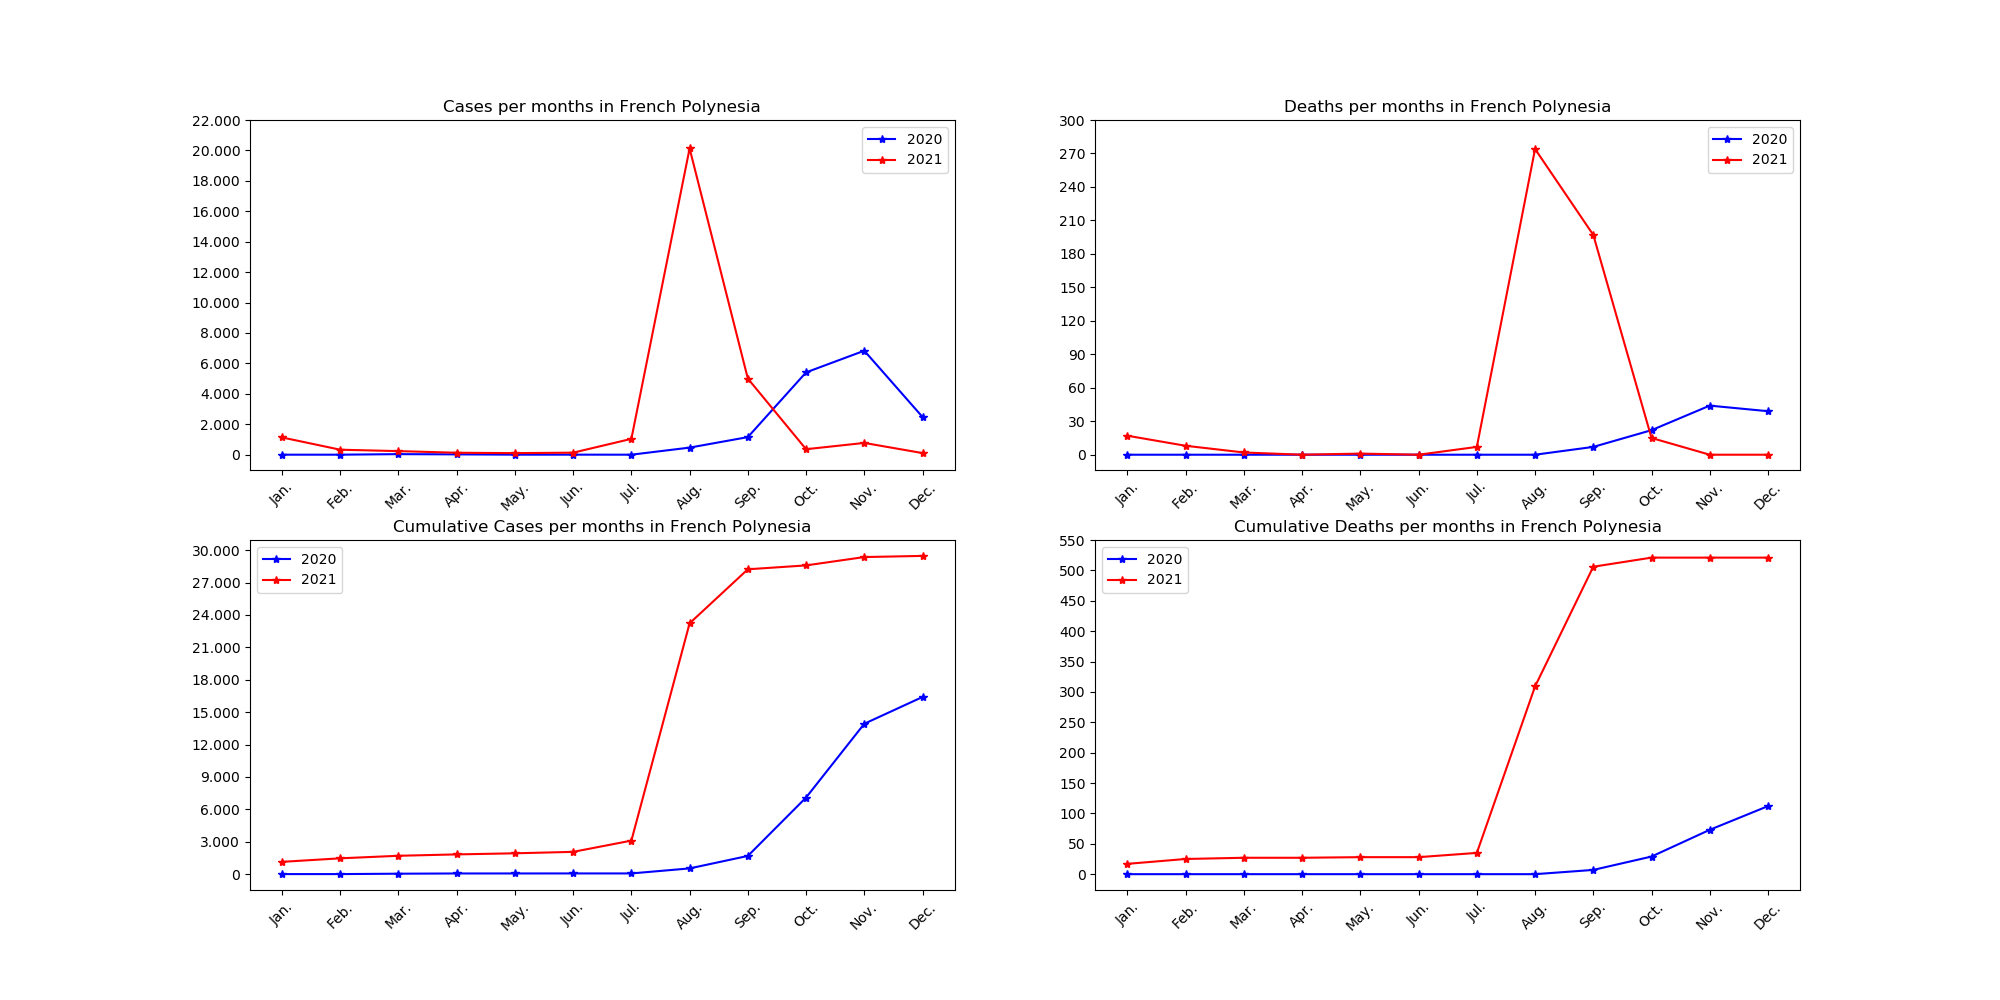 Cases per months in French Polynesia
22.000
20.000
18.000
16.000
14.000
12.000
10.000
8.000
6.000
4.000
2.000
0
2020
2021
Jan.
Feb.
Mar.
Apr.
May.
Jun.
Jul.
Aug.
Sep.
Oct.
Nov.
Dec.
Deaths per months in French Polynesia
300
270
240
210
180
150
120
90
60
30
0
2020
2021
Jan.
Feb.
Mar.
Apr.
May.
Jun.
Jul.
Aug.
Sep.
Oct.
Nov.
Dec.
Cumulative Cases per months in French Polynesia
30.000
27.000
24.000
21.000
18.000
15.000
12.000
9.000
6.000
3.000
0
2020
2021
Jan.
Feb.
Mar.
Apr.
May.
Jun.
Jul.
Aug.
Sep.
Oct.
Nov.
Dec.
Cumulative Deaths per months in French Polynesia
550
500
450
400
350
300
250
200
150
100
50
0
2020
2021
Jan.
Feb.
Mar.
Apr.
May.
Jun.
Jul.
Aug.
Sep.
Oct.
Nov.
Dec.